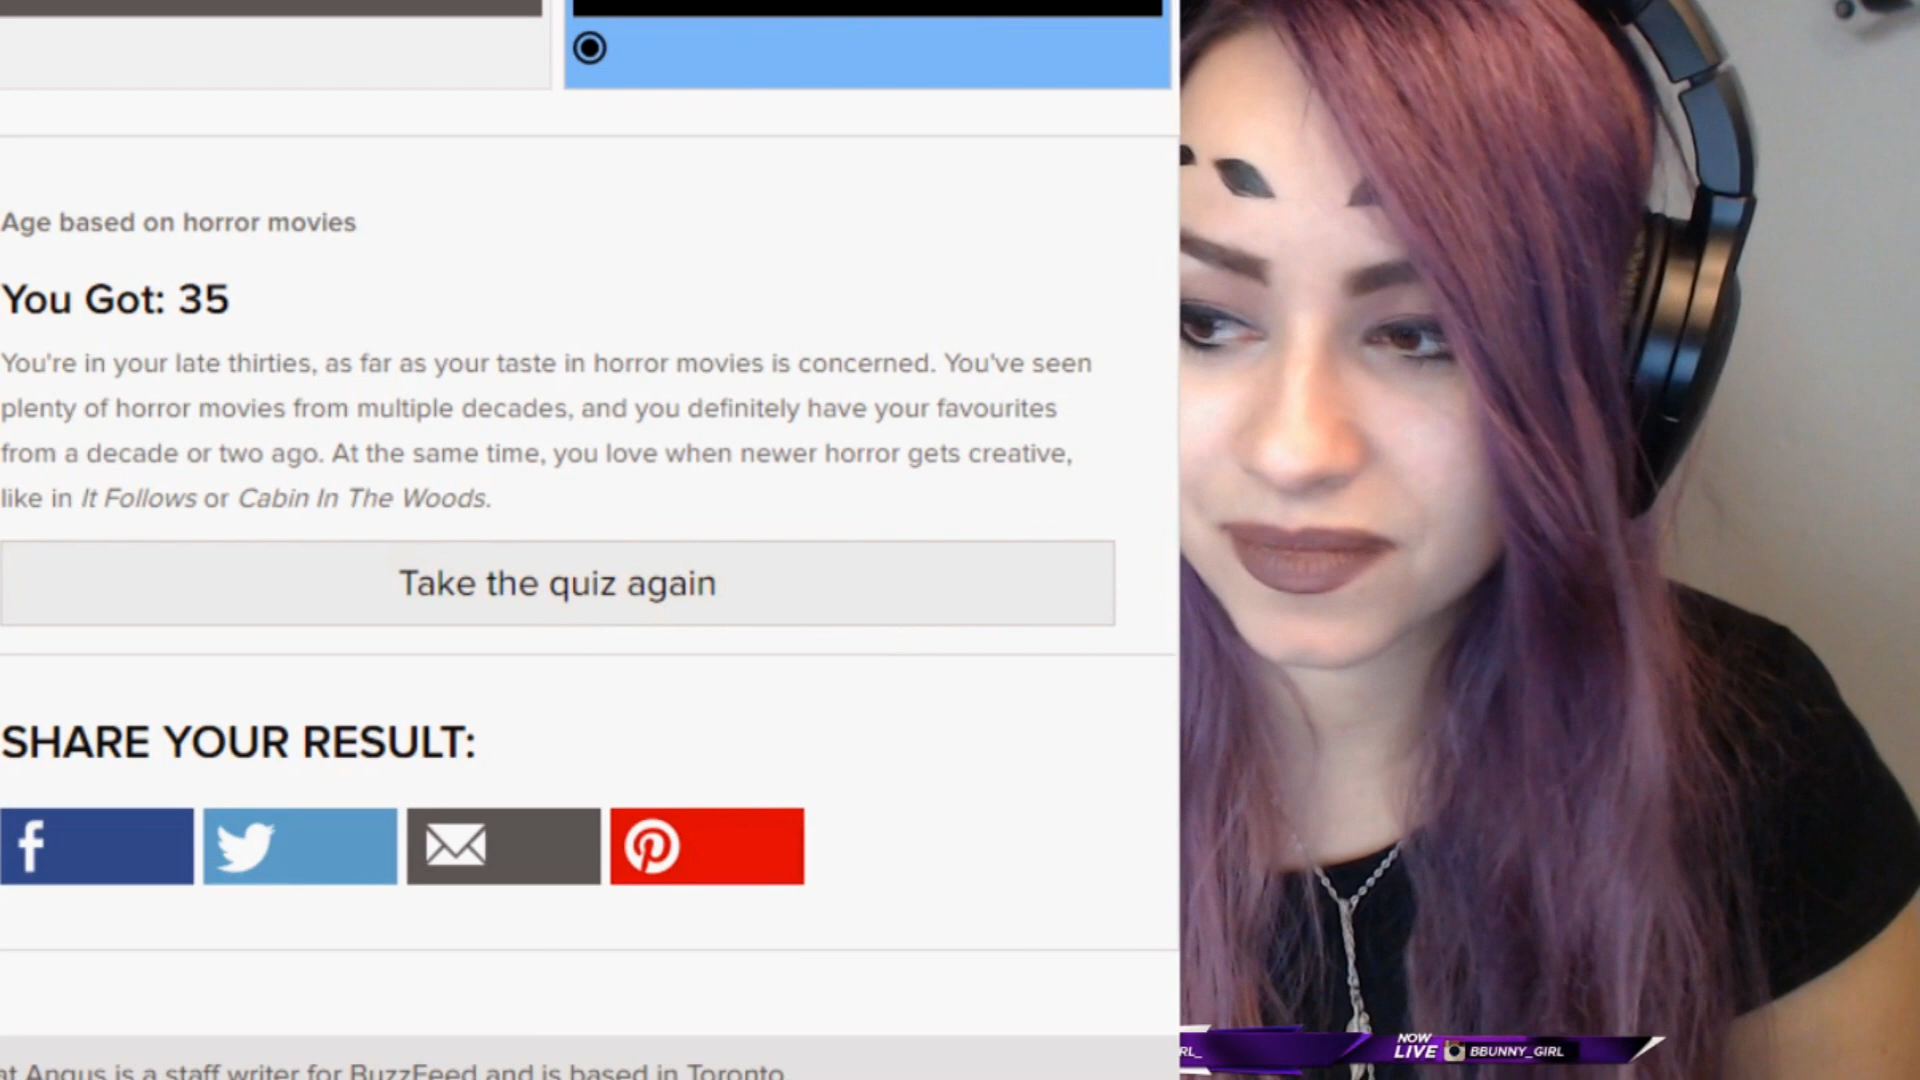 Age based on horror movies
You Got: 35
You're in your late thirties, as far as your taste in horror movies is concerned. You've seen
plenty of horror movies from multiple decades, and you definitely have your favourites
from a decade or two ago. At the same time, you love when newer horror gets creative,
like in It Follows or Cabin In The Woods.
Take the quiz again
SHARE YOUR RESULT:
at Angus is a staff writer for BuzzFeed and is based in Toronto
RL_
NOW
LIVE BBUNNY_GIRL